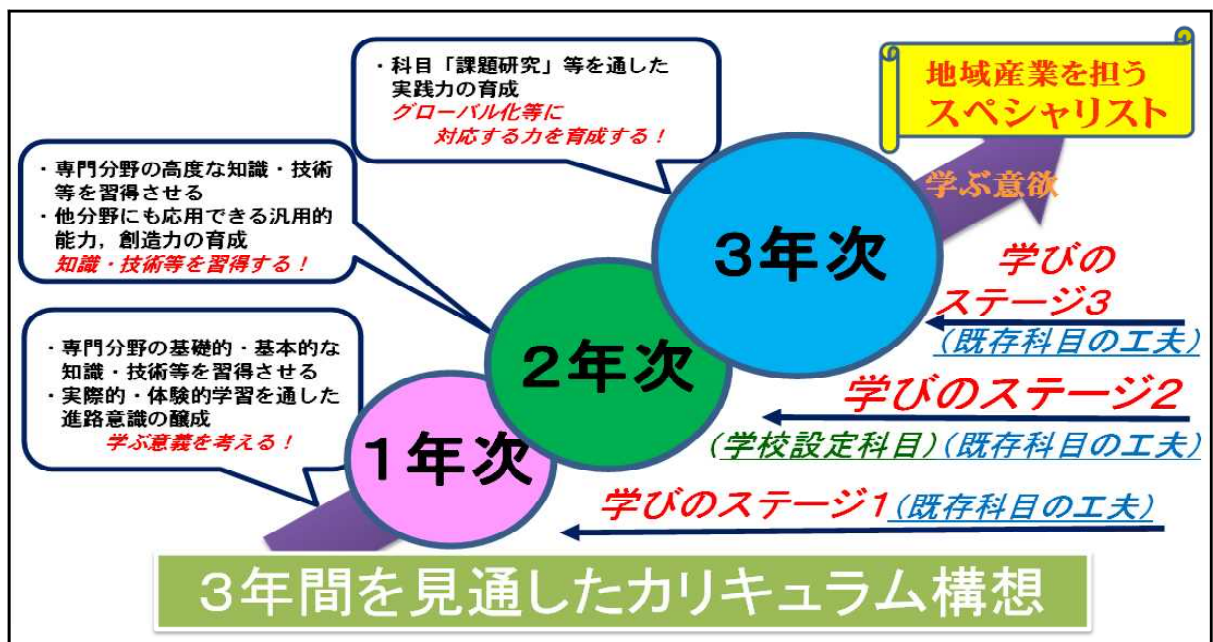 ・科目「課題研究」等を通した
実践力の育成
グローバル化等に
対応する力を育成する！
地域産業を担う
スペシャリスト
学ぶ意欲
・専門分野の高度な知識・技術
等を習得させる
・他分野にも応用できる汎用的
能力，創造力の育成
知識・技術等を習得する！
3年次
学びの
ステージ3
(既存科目の工夫)
・専門分野の基礎的・基本的な
知識・技術等を習得させる
・実際的・体験的学習を通した
進路意識の醸成
学ぶ意義を考える！
2年次
学びのステージ2
(学校設定科目)(既存科目の工夫)
1年次
学びのステージ1(既存科目の工夫)
3年間を見通したカリキュラム構想